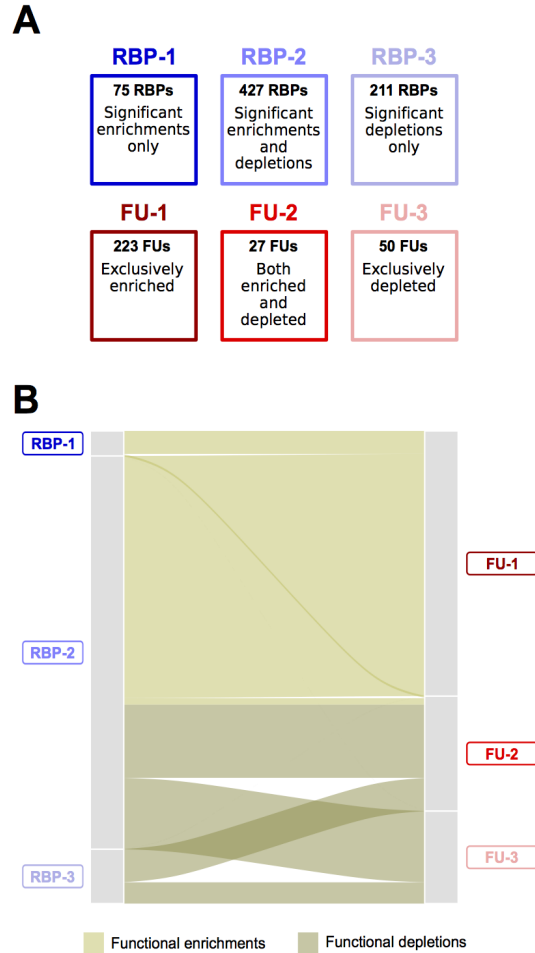 A
RBP-1
RBP-2
RBP-3
75 RBPs
Significant
enrichments
only
427 RBPs
Significant
enrichments
and
depletions
211 RBPs
Significant
depletions
only
FU-1
FU-2
FU-3
223 FUs
Exclusively
enriched
27 FUs
Both
enriched
and
depleted
50 FUs
Exclusively
depleted
B
RBP-1
RBP-2
RBP-3
FU-1
FU-2
FU-3
Functional enrichments
Functional depletions